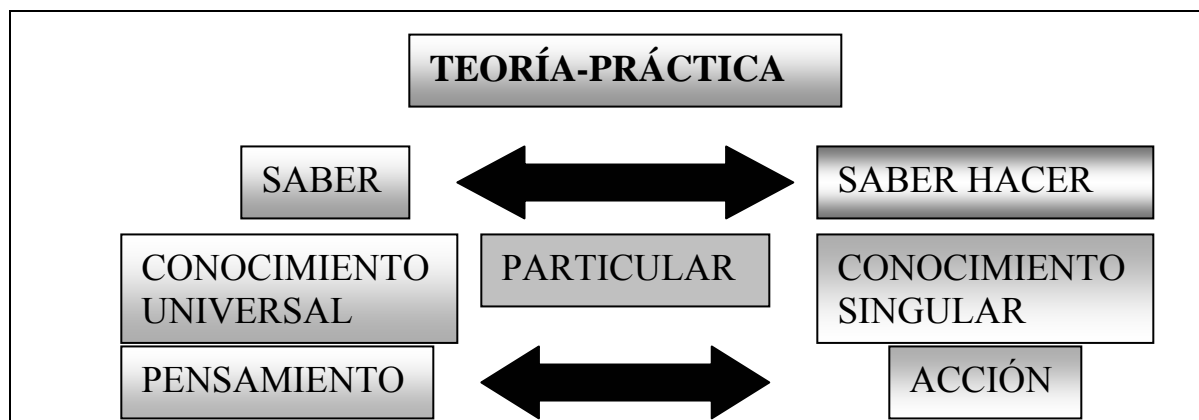 TEORÍA-PRÁCTICA
SABER
SABER HACER
CONOCIMIENTO
UNIVERSAL
PARTICULAR
CONOCIMIENTO
SINGULAR
PENSAMIENTO
ACCIÓN